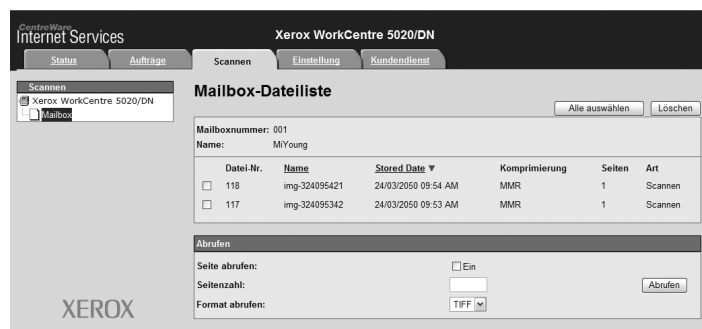 CentreWare
Internet Services
Xerox WorkCentre 5020/DN
Status Aufträge Scannen Einstellung Kundendienst
Scannen
Xerox WorkCentre 5020/DN
Mailbox
XEROX
Mailbox-Dateiliste
Alle auswählen Löschen
Mailboxnummer: 001
Name: MiYoung
Datei-Nr. Name Stored Date ▼ Komprimierung Seiten Art
118 img-324095421 24/03/2050 09:54 AM MMR 1 Scannen
117 img-324095342 24/03/2050 09:53 AM MMR 1 Scannen
Abrufen
Seite abrufen: Ein
Seitenzahl: Abrufen
Format abrufen: TIFF